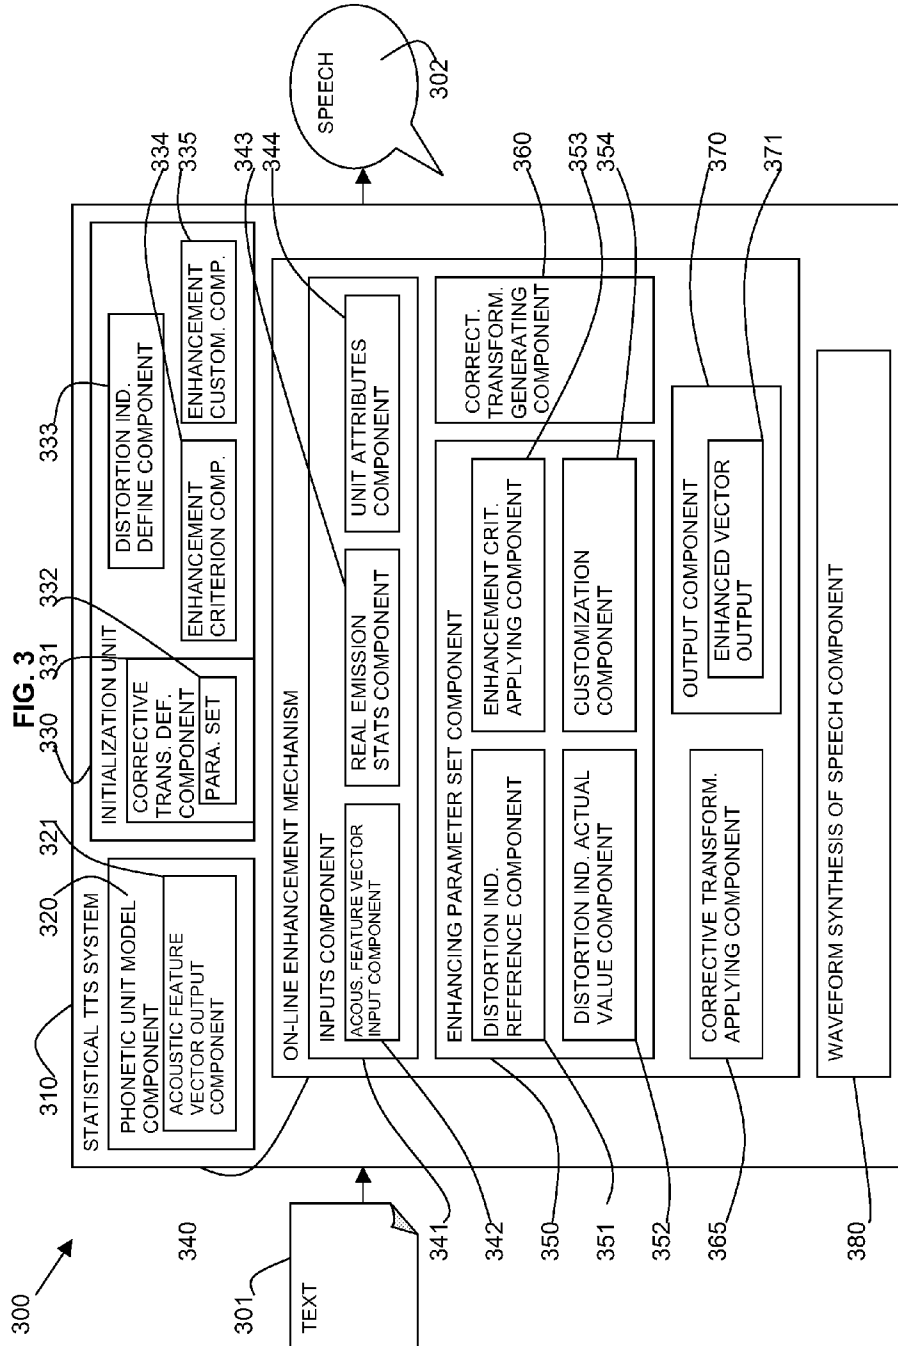 FIG. 3
300
310
320
321
330
331
332
333
334
335
343
344
STATISTICAL TTS SYSTEM
PHONETIC UNIT MODEL
COMPONENT
ACOUSTIC FEATURE
VECTOR OUTPUT
COMPONENT
INITIALIZATION UNIT
CORRECTIVE
TRANS. DEF.
COMPONENT
PARA. SET
DISTORTION IND.
DEFINE COMPONENT
ENHANCEMENT
CRITERION COMP.
ENHANCEMENT
CUSTOM. COMP.
340
301
TEXT
ON-LINE ENHANCEMENT MECHANISM
INPUTS COMPONENT
ACOUS. FEATURE VECTOR
INPUT COMPONENT
REAL EMISSION
STATS COMPONENT
UNIT ATTRIBUTES
COMPONENT
SPEECH
302
ENHANCING PARAMETER SET COMPONENT
DISTORTION IND.
REFERENCE COMPONENT
ENHANCEMENT CRIT.
APPLYING COMPONENT
DISTORTION IND. ACTUAL
VALUE COMPONENT
CUSTOMIZATION
COMPONENT
CORRECT.
TRANSFORM.
GENERATING
COMPONENT
CORRECTIVE TRANSFORM.
APPLYING COMPONENT
OUTPUT COMPONENT
ENHANCED VECTOR
OUTPUT
WAVEFORM SYNTHESIS OF SPEECH COMPONENT
341
342
350
351
352
365
380
360
353
354
370
371